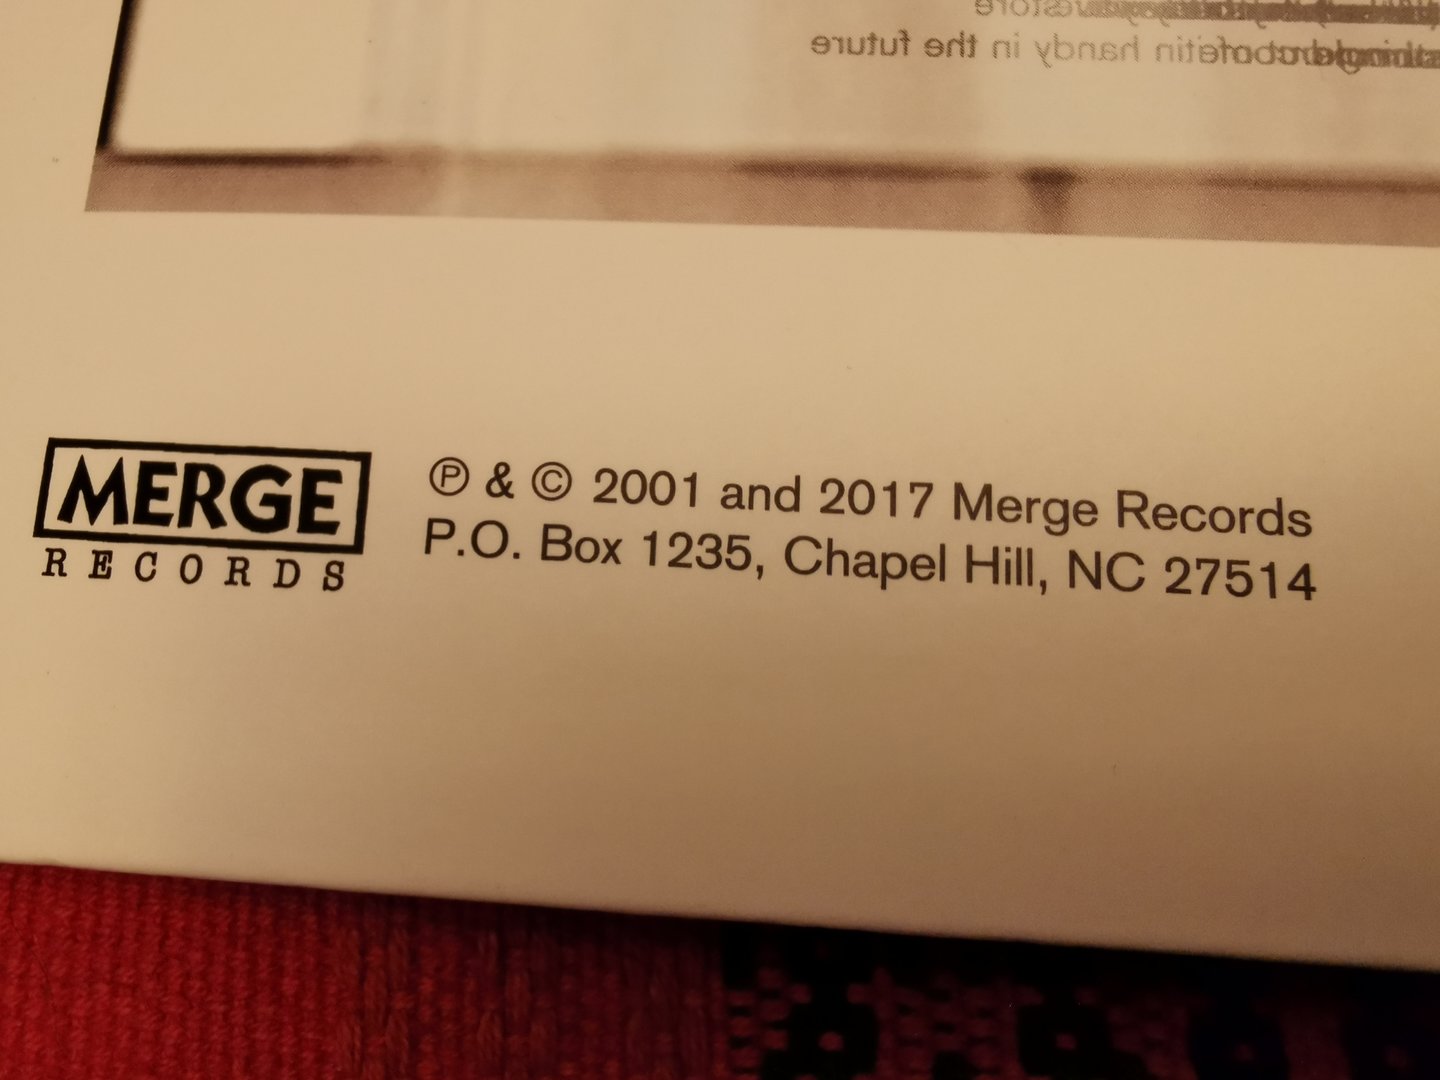 handy in the future
MERGE
RECORDS
℗ & © 2001 and 2017 Merge Records
P.O. Box 1235, Chapel Hill, NC 27514